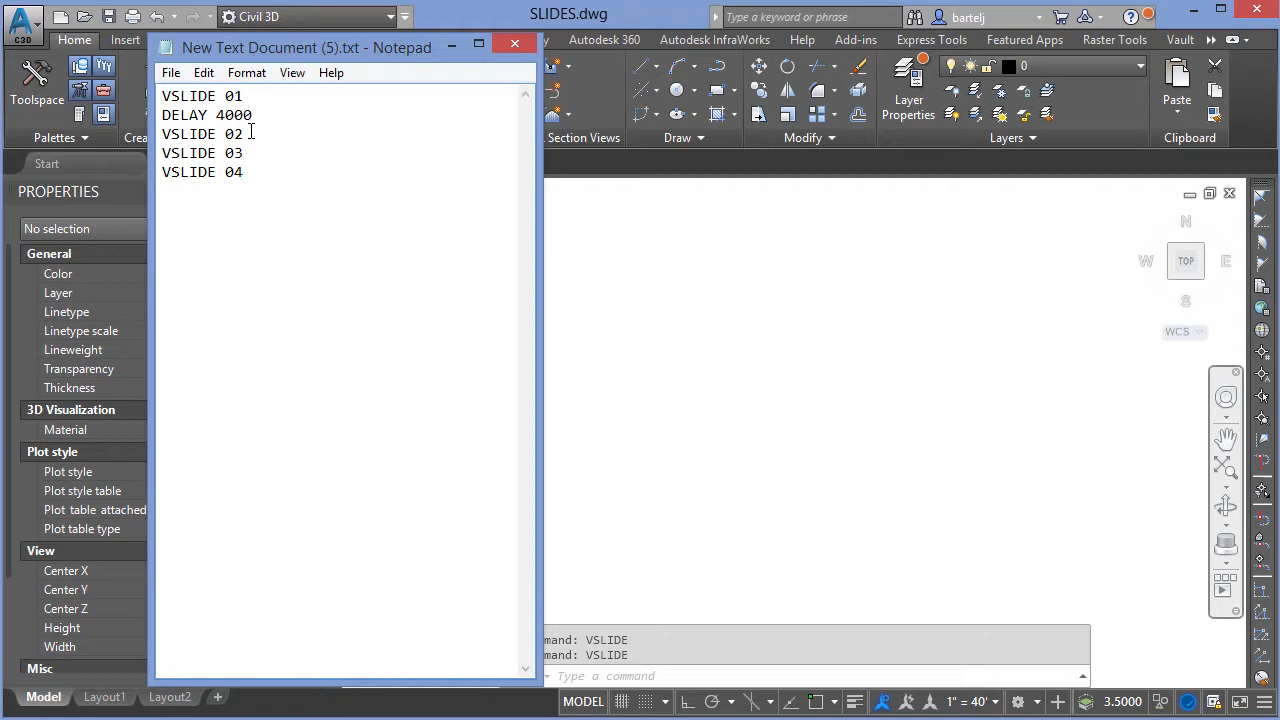 C3D
Civil 3D
SLIDES.dwg
Type a keyword or phrase
bartelj
Home
Insert
Autodesk 360
Autodesk InfraWorks
Help
Add-ins
Express Tools
Featured Apps
Raster Tools
Vault
New Text Document (5).txt - Notepad
File
Edit
Format
View
Help
VSLIDE 01
DELAY 4000
VSLIDE 02
VSLIDE 03
VSLIDE 04
Toolspace
Palettes
Section Views
Draw
Modify
Layer Properties
0
Layers
Paste
Clipboard
Start
PROPERTIES
No selection
General
Color
Layer
Linetype
Linetype scale
Lineweight
Transparency
Thickness
3D Visualization
Material
Plot style
Plot style
Plot style table
Plot table attached
Plot table type
View
Center X
Center Y
Center Z
Height
Width
Misc
N
W
TOP
E
S
WCS
mand: VSLIDE
mand: VSLIDE
Type a command
Model
Layout1
Layout2
MODEL
1" = 40'
3.5000